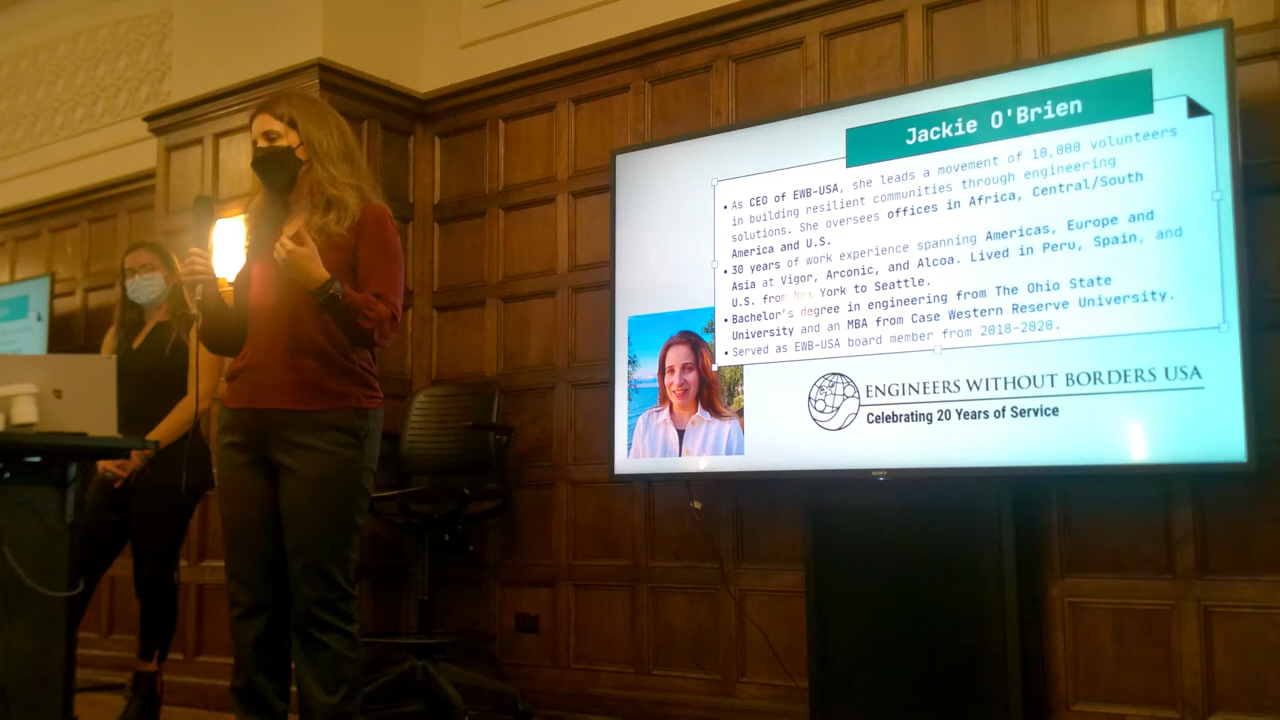 Jackie O'Brien
• As CEO of EWB-USA, she leads a movement of 10,000 volunteers
in building resilient communities through engineering
solutions. She oversees offices in Africa, Central/South
America and U.S.
• 30 years of work experience spanning Americas, Europe and
Asia at Vigor, Arconic, and Alcoa. Lived in Peru, Spain, and
U.S. from New York to Seattle.
• Bachelor's degree in engineering from The Ohio State
University and an MBA from Case Western Reserve University.
• Served as EWB-USA board member from 2018-2020.
ENGINEERS WITHOUT BORDERS USA
Celebrating 20 Years of Service
SONY